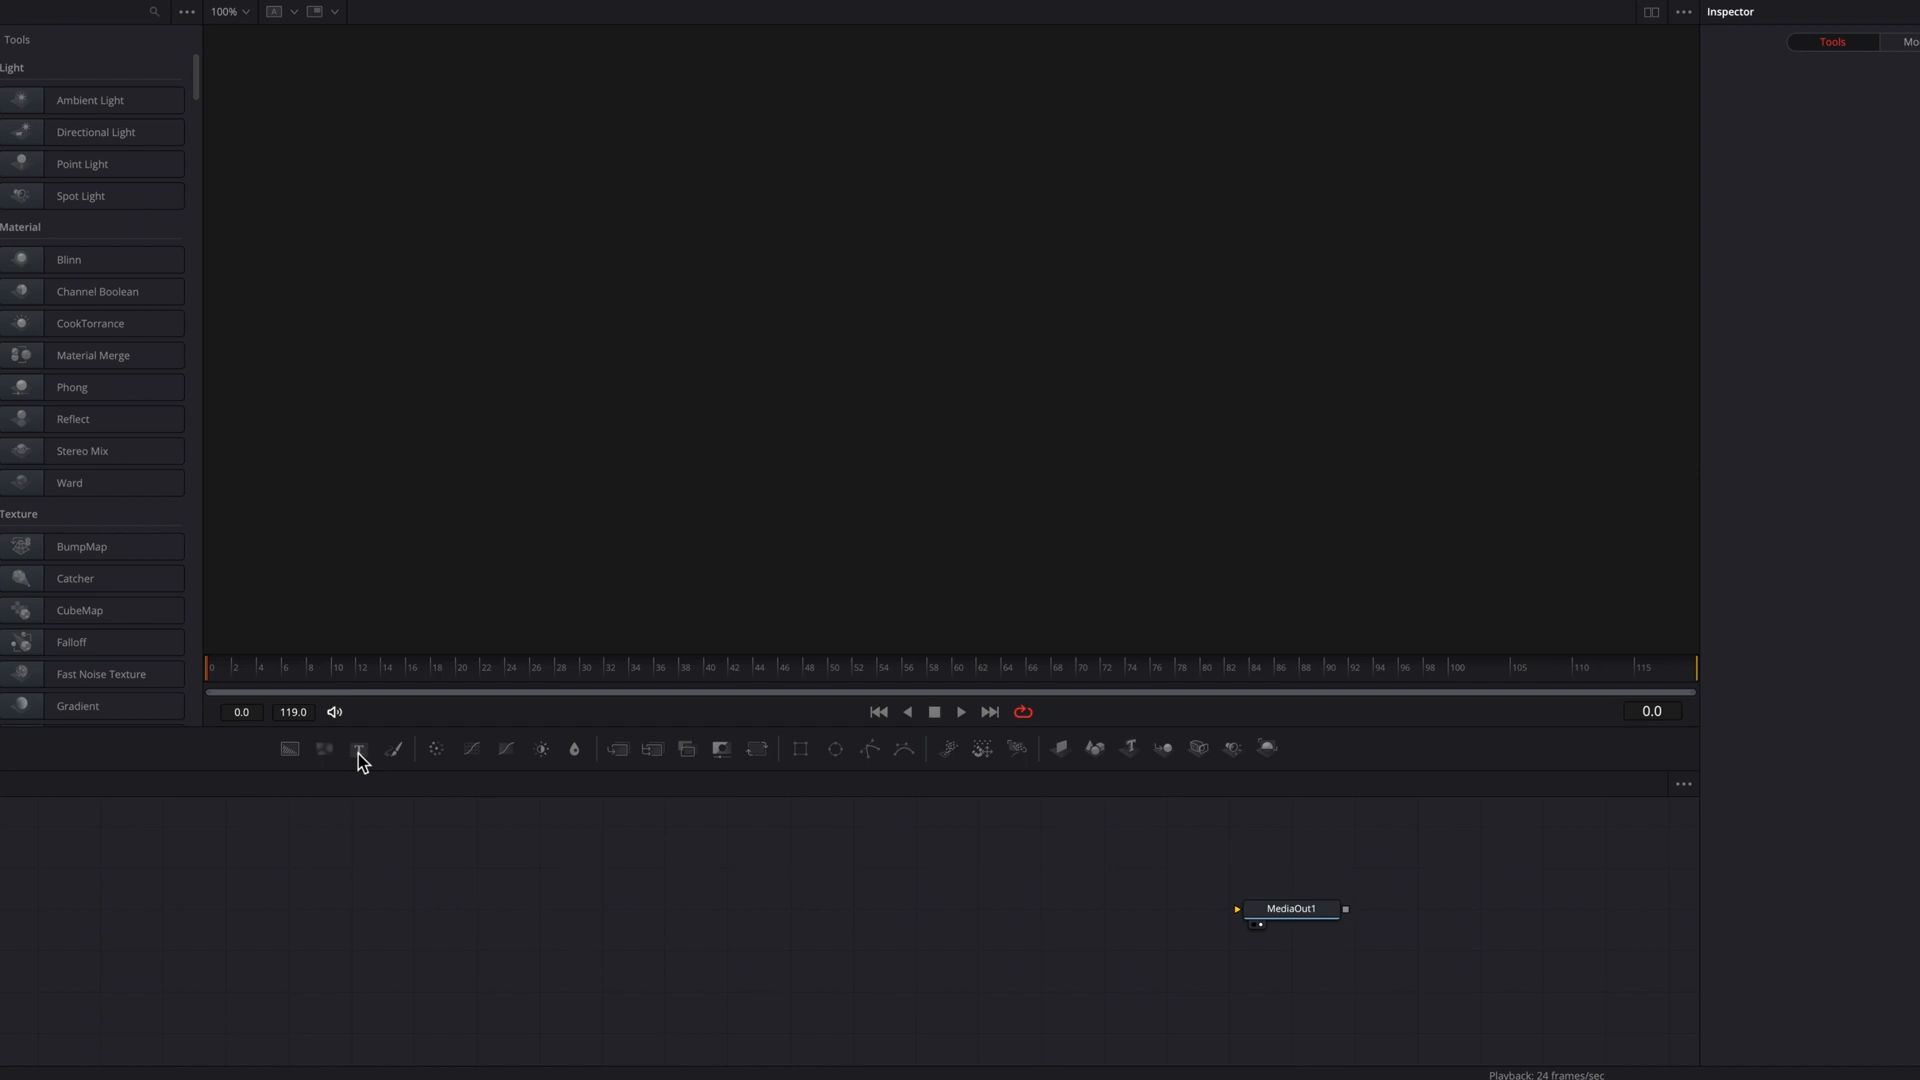 100%
A
Inspector
Tools
Tools
Mo
Light
Ambient Light
Directional Light
Point Light
Spot Light
Material
Blinn
Channel Boolean
CookTorrance
Material Merge
Phong
Reflect
Stereo Mix
Ward
Texture
BumpMap
Catcher
CubeMap
Falloff
Fast Noise Texture
Gradient
0 2 4 6 8 10 12 14 16 18 20 22 24 26 28 30 32 34 36 38 40 42 44 46 48 50 52 54 56 58 60 62 64 66 68 70 72 74 76 78 80 82 84 86 88 90 92 94 96 98 100 105 110 115
0.0 119.0 0.0
MediaOut1
Playback: 24 frames/sec